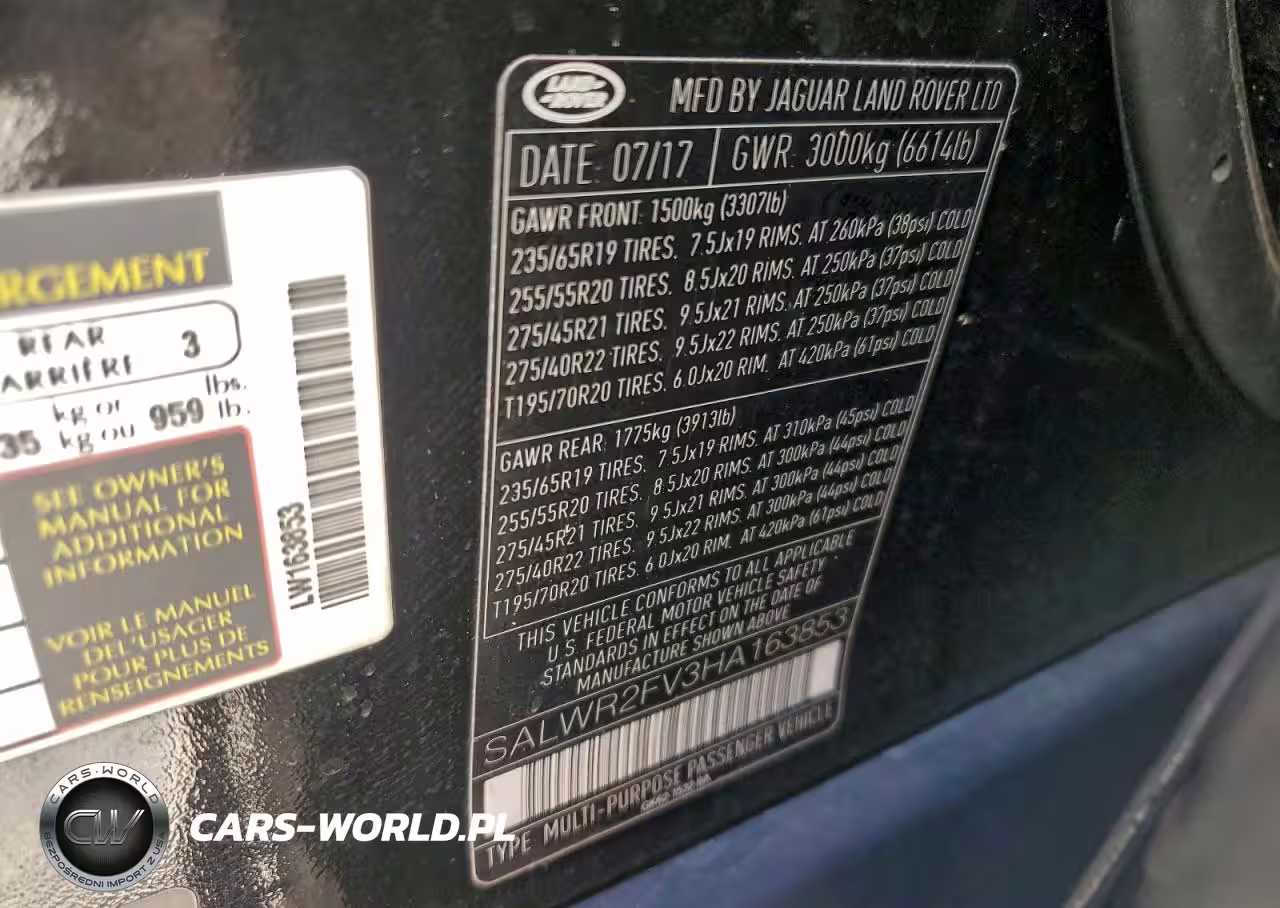 RGEMENT
REAR
ARRIÈRE 3
35 kg or 959 lbs.
kg ou lb.
SEE OWNER'S
MANUAL FOR
ADDITIONAL
INFORMATION
VOIR LE MANUEL
DEL'USAGER
POUR PLUS DE
RENSEIGNEMENTS
LW163853
LAND-
-ROVER
MFD BY JAGUAR LAND ROVER LTD
DATE: 07/17 GWR: 3000kg (6614lb)
GAWR FRONT: 1500kg (3307lb)
235/65R19 TIRES. 7.5Jx19 RIMS. AT 260kPa (38psi) COLD
255/55R20 TIRES. 8.5Jx20 RIMS. AT 250kPa (37psi) COLD
275/45R21 TIRES. 9.5Jx21 RIMS. AT 250kPa (37psi) COLD
275/40R22 TIRES. 9.5Jx22 RIMS. AT 250kPa (37psi) COLD
T195/70R20 TIRES. 6.0Jx20 RIM. AT 420kPa (61psi) COLD
GAWR REAR: 1775kg (3913lb)
235/65R19 TIRES. 7.5Jx19 RIMS. AT 310kPa (45psi) COLD
255/55R20 TIRES. 8.5Jx20 RIMS. AT 300kPa (44psi) COLD
275/45R21 TIRES. 9.5Jx21 RIMS. AT 300kPa (44psi) COLD
275/40R22 TIRES. 9.5Jx22 RIMS. AT 300kPa (44psi) COLD
T195/70R20 TIRES. 6.0Jx20 RIM. AT 420kPa (61psi) COLD
THIS VEHICLE CONFORMS TO ALL APPLICABLE
U.S. FEDERAL MOTOR VEHICLE SAFETY
STANDARDS IN EFFECT ON THE DATE OF
MANUFACTURE SHOWN ABOVE
SALWR2FV3HA163853
TYPE MULTI-PURPOSE PASSENGER VEHICLE
CARS-WORLD
CW
BEZPOŚREDNI IMPORT Z USA
CARS-WORLD.PL